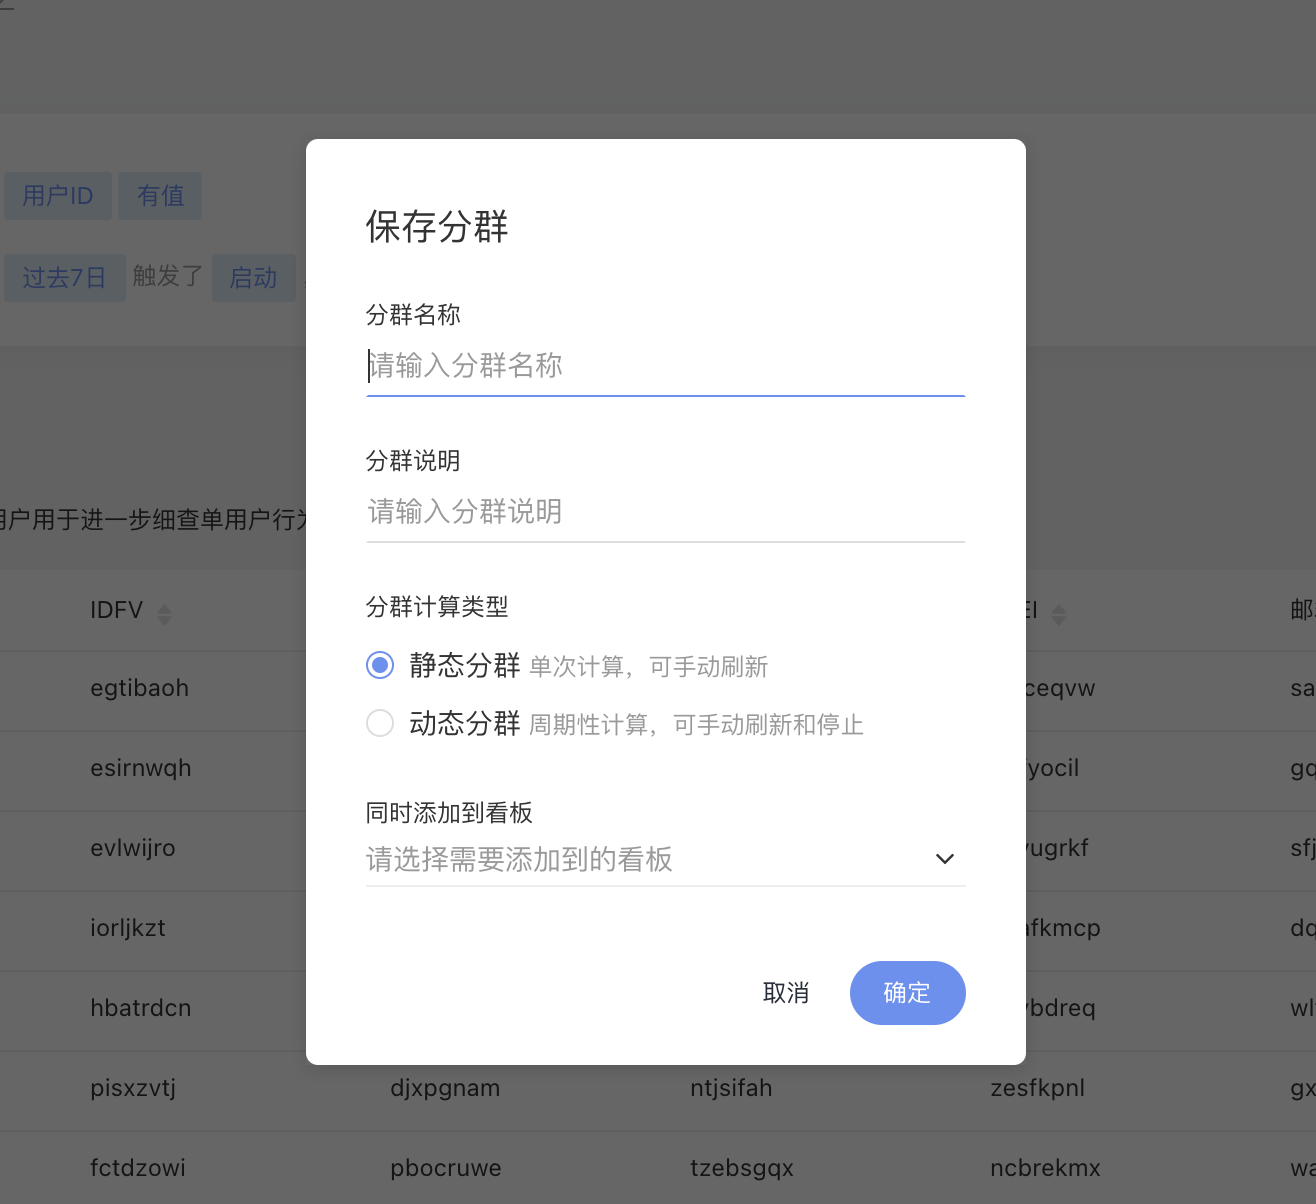 用户ID 有值
过去7日 触发了 启动
保存分群
分群名称
请输入分群名称
分群说明
请输入分群说明
用户用于进一步细查单用户行为
分群计算类型
静态分群 单次计算，可手动刷新
动态分群 周期性计算，可手动刷新和停止
同时添加到看板
请选择需要添加到的看板
取消 确定
IDFV EI 邮
egtibaoh ceqvw sa
esirnwqh yocil gq
evlwijro ugrkf sfj
iorljkzt afkmcp dq
hbatrdcn bdreq wl
pisxzvtj djxpgnam ntjsifah zesfkpnl gx
fctdzowi pbocruwe tzebsgqx ncbrekmx wa